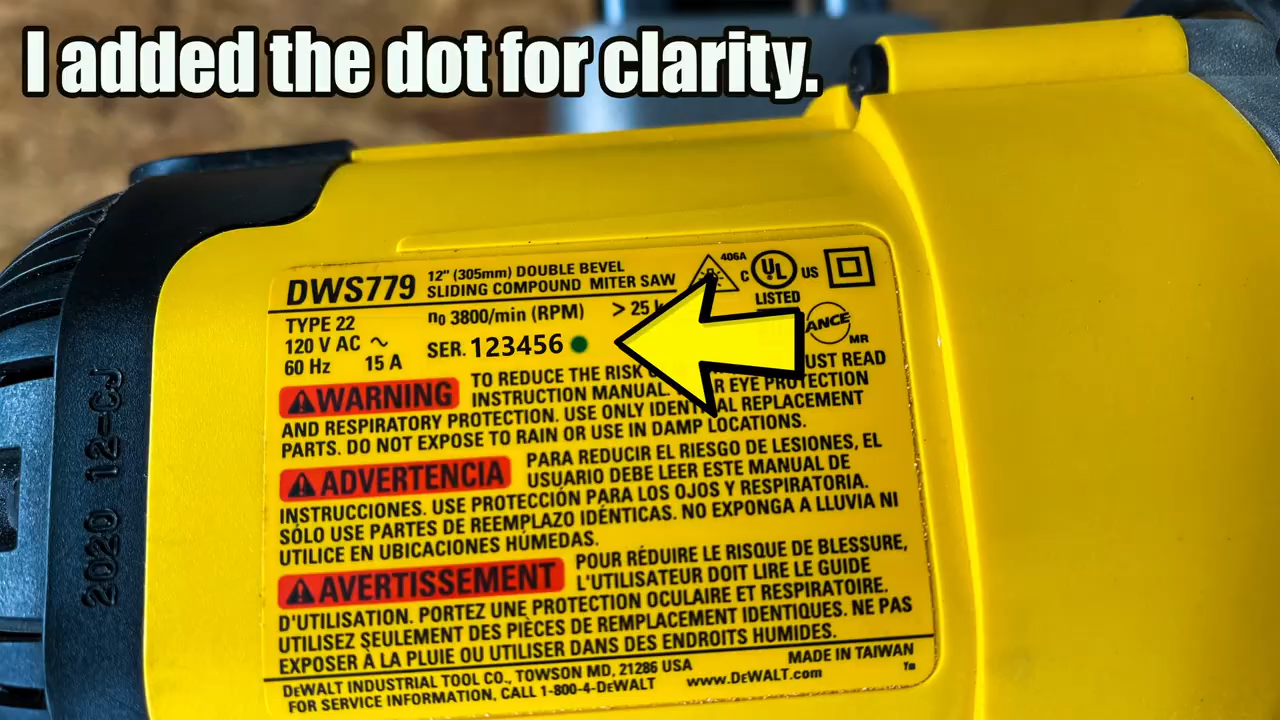 I added the dot for clarity.
DWS779
12" (305mm) DOUBLE BEVEL
SLIDING COMPOUND MITER SAW
406A
C UL US
LISTED
TYPE 22
n0 3800/min (RPM)
> 25
120 V AC ~
SER. 123456
ANCE
MR
60 Hz 15 A
WARNING
TO REDUCE THE RISK
UST READ
INSTRUCTION MANUAL.
R EYE PROTECTION
AND RESPIRATORY PROTECTION. USE ONLY IDENTICAL REPLACEMENT
PARTS. DO NOT EXPOSE TO RAIN OR USE IN DAMP LOCATIONS.
ADVERTENCIA
PARA REDUCIR EL RIESGO DE LESIONES, EL
USUARIO DEBE LEER ESTE MANUAL DE
INSTRUCCIONES. USE PROTECCIÓN PARA LOS OJOS Y RESPIRATORIA.
SÓLO USE PARTES DE REEMPLAZO IDÉNTICAS. NO EXPONGA A LLUVIA NI
UTILICE EN UBICACIONES HÚMEDAS.
AVERTISSEMENT
POUR RÉDUIRE LE RISQUE DE BLESSURE,
L'UTILISATEUR DOIT LIRE LE GUIDE
D'UTILISATION. PORTEZ UNE PROTECTION OCULAIRE ET RESPIRATOIRE.
UTILISEZ SEULEMENT DES PIÈCES DE REMPLACEMENT IDENTIQUES. NE PAS
EXPOSER À LA PLUIE OU UTILISER DANS DES ENDROITS HUMIDES.
DEWALT INDUSTRIAL TOOL CO., TOWSON MD, 21286 USA
MADE IN TAIWAN
FOR SERVICE INFORMATION, CALL 1-800-4-DEWALT www.DEWALT.com
2020 12-CJ